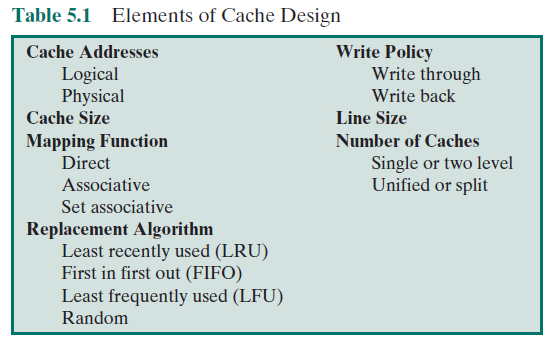 Table 5.1 Elements of Cache Design
Cache Addresses
Logical
Physical
Cache Size
Mapping Function
Direct
Associative
Set associative
Replacement Algorithm
Least recently used (LRU)
First in first out (FIFO)
Least frequently used (LFU)
Random
Write Policy
Write through
Write back
Line Size
Number of Caches
Single or two level
Unified or split